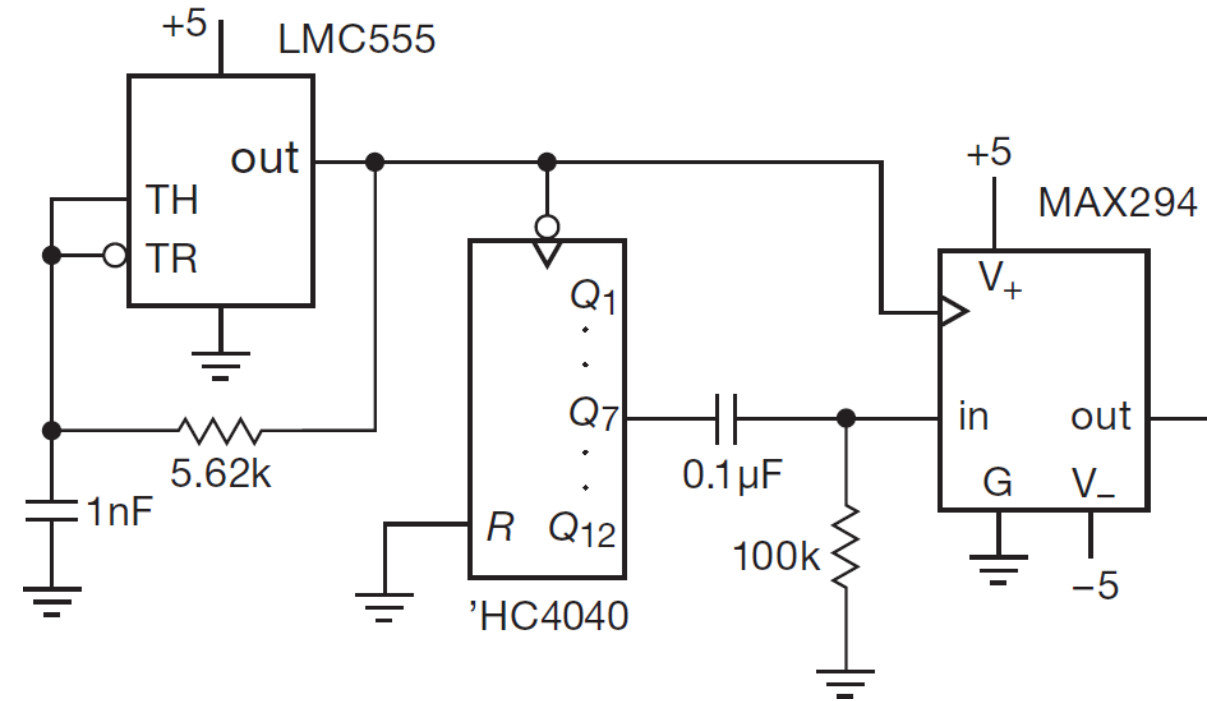 +5
LMC555
out
TH
TR
5.62k
1nF
Q1
Q7
Q12
R
’HC4040
0.1µF
100k
+5
MAX294
V+
in
out
G
V−
−5